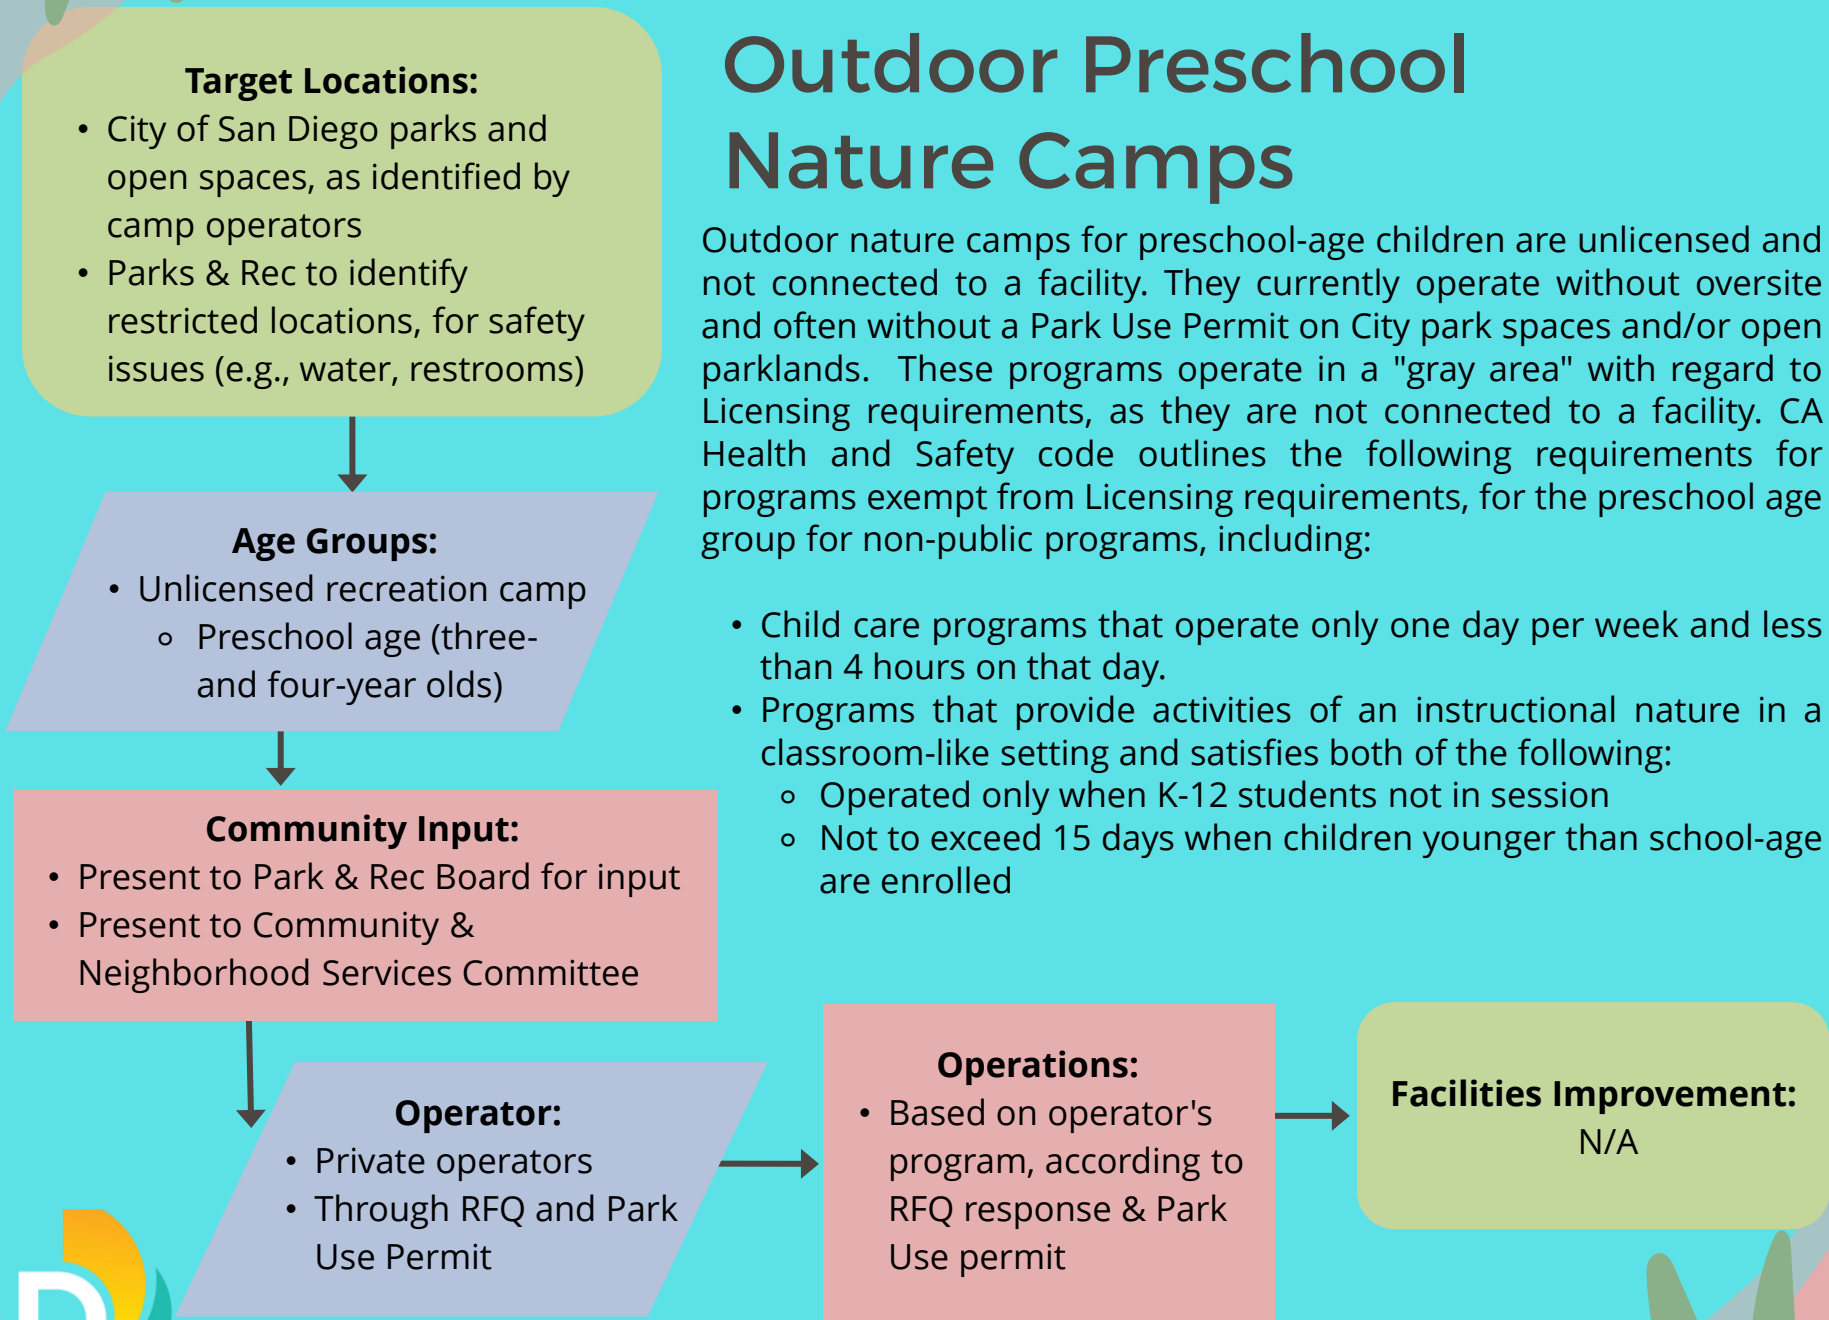 Outdoor Preschool
Nature Camps
Target Locations:
• City of San Diego parks and
open spaces, as identified by
camp operators
• Parks & Rec to identify
restricted locations, for safety
issues (e.g., water, restrooms)
Age Groups:
• Unlicensed recreation camp
◦ Preschool age (three-
and four-year olds)
Community Input:
• Present to Park & Rec Board for input
• Present to Community &
Neighborhood Services Committee
Operator:
• Private operators
• Through RFQ and Park
Use Permit
Operations:
• Based on operator's
program, according to
RFQ response & Park
Use permit
Facilities Improvement:
N/A
Outdoor nature camps for preschool-age children are unlicensed and
not connected to a facility. They currently operate without oversite
and often without a Park Use Permit on City park spaces and/or open
parklands. These programs operate in a "gray area" with regard to
Licensing requirements, as they are not connected to a facility. CA
Health and Safety code outlines the following requirements for
programs exempt from Licensing requirements, for the preschool age
group for non-public programs, including:
• Child care programs that operate only one day per week and less
than 4 hours on that day.
• Programs that provide activities of an instructional nature in a
classroom-like setting and satisfies both of the following:
◦ Operated only when K-12 students not in session
◦ Not to exceed 15 days when children younger than school-age
are enrolled